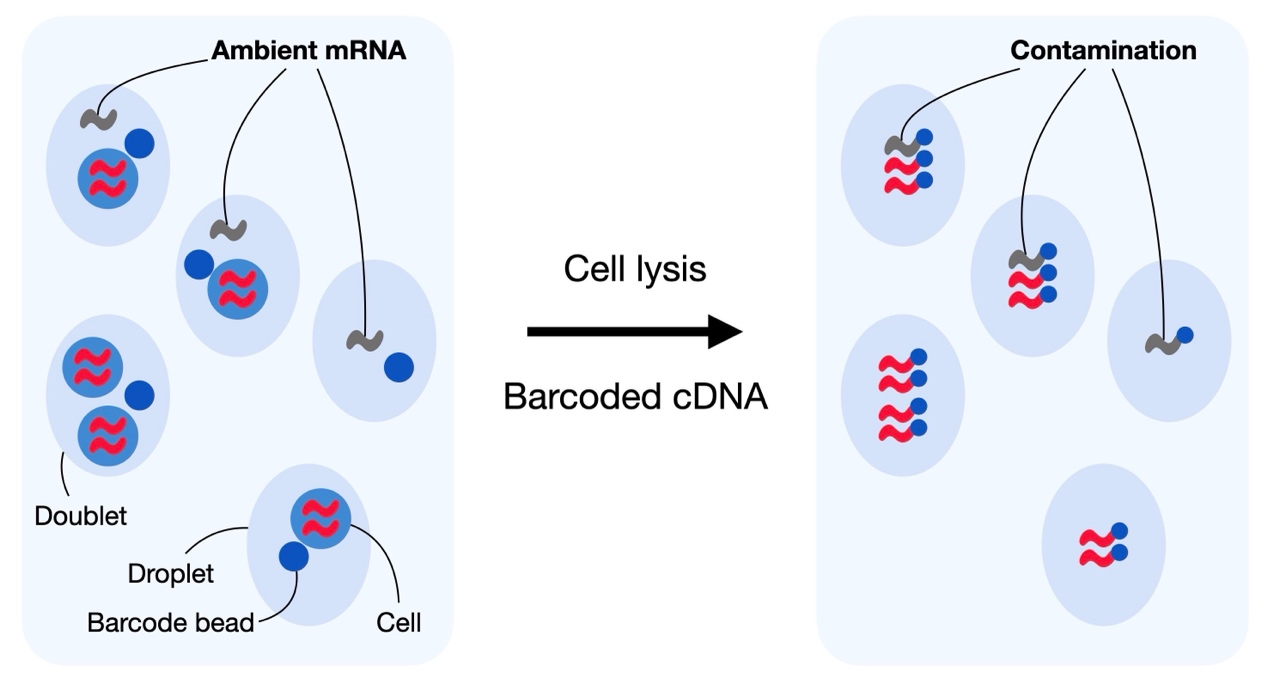 Ambient mRNA
Contamination
Cell lysis
Barcoded cDNA
Doublet
Droplet
Barcode bead
Cell